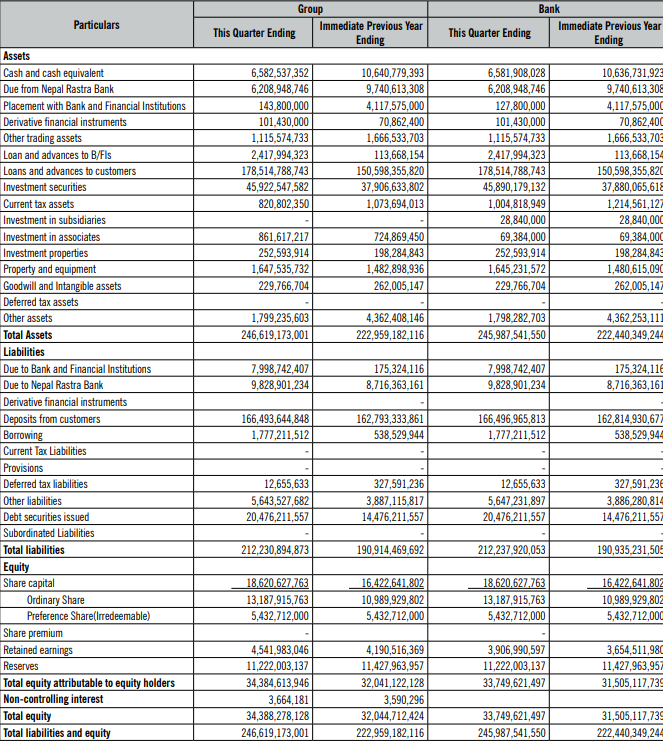 Particulars Group Bank
This Quarter Ending Immediate Previous Year Ending This Quarter Ending Immediate Previous Year Ending
Assets
Cash and cash equivalent 6,582,537,352 10,640,779,393 6,581,908,028 10,636,731,923
Due from Nepal Rastra Bank 6,208,948,746 9,740,613,308 6,208,948,746 9,740,613,308
Placement with Bank and Financial Institutions 143,800,000 4,117,575,000 127,800,000 4,117,575,000
Derivative financial instruments 101,430,000 70,862,400 101,430,000 70,862,400
Other trading assets 1,115,574,733 1,666,533,703 1,115,574,733 1,666,533,703
Loan and advances to B/FIs 2,417,994,323 113,668,154 2,417,994,323 113,668,154
Loans and advances to customers 178,514,788,743 150,598,355,820 178,514,788,743 150,598,355,820
Investment securities 45,922,547,582 37,906,633,802 45,890,179,132 37,880,065,618
Current tax assets 820,802,350 1,073,694,013 1,004,818,949 1,214,561,127
Investment in subsidiaries - - 28,840,000 28,840,000
Investment in associates 861,617,217 724,869,450 69,384,000 69,384,000
Investment properties 252,593,914 198,284,843 252,593,914 198,284,843
Property and equipment 1,647,535,732 1,482,898,936 1,645,231,572 1,480,615,090
Goodwill and Intangible assets 229,766,704 262,005,147 229,766,704 262,005,147
Deferred tax assets - - - -
Other assets 1,799,235,603 4,362,408,146 1,798,282,703 4,362,253,111
Total Assets 246,619,173,001 222,959,182,116 245,987,541,550 222,440,349,244
Liabilities
Due to Bank and Financial Institutions 7,998,742,407 175,324,116 7,998,742,407 175,324,116
Due to Nepal Rastra Bank 9,828,901,234 8,716,363,161 9,828,901,234 8,716,363,161
Derivative financial instruments - -
Deposits from customers 166,493,644,848 162,793,333,861 166,496,965,813 162,814,930,677
Borrowing 1,777,211,512 538,529,944 1,777,211,512 538,529,944
Current Tax Liabilities - - - -
Provisions - - - -
Deferred tax liabilities 12,655,633 327,591,236 12,655,633 327,591,236
Other liabilities 5,643,527,682 3,887,115,817 5,647,231,897 3,886,280,814
Debt securities issued 20,476,211,557 14,476,211,557 20,476,211,557 14,476,211,557
Subordinated Liabilities - - - -
Total liabilities 212,230,894,873 190,914,469,692 212,237,920,053 190,935,231,505
Equity
Share capital 18,620,627,763 16,422,641,802 18,620,627,763 16,422,641,802
Ordinary Share 13,187,915,763 10,989,929,802 13,187,915,763 10,989,929,802
Preference Share(Irredeemable) 5,432,712,000 5,432,712,000 5,432,712,000 5,432,712,000
Share premium - -
Retained earnings 4,541,983,046 4,190,516,369 3,906,990,597 3,654,511,980
Reserves 11,222,003,137 11,427,963,957 11,222,003,137 11,427,963,957
Total equity attributable to equity holders 34,384,613,946 32,041,122,128 33,749,621,497 31,505,117,739
Non-controlling interest 3,664,181 3,590,296
Total equity 34,388,278,128 32,044,712,424 33,749,621,497 31,505,117,739
Total liabilities and equity 246,619,173,001 222,959,182,116 245,987,541,550 222,440,349,244